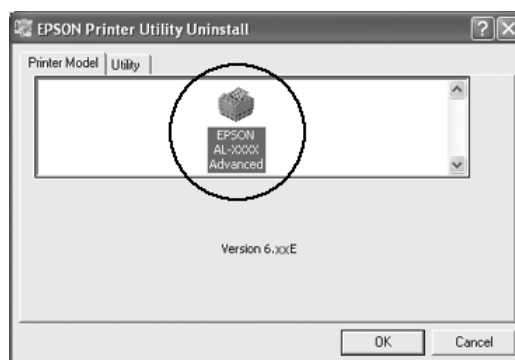 EPSON Printer Utility Uninstall
Printer Model
Utility
EPSON
AL-XXXX
Advanced
Version 6.xxE
OK
Cancel